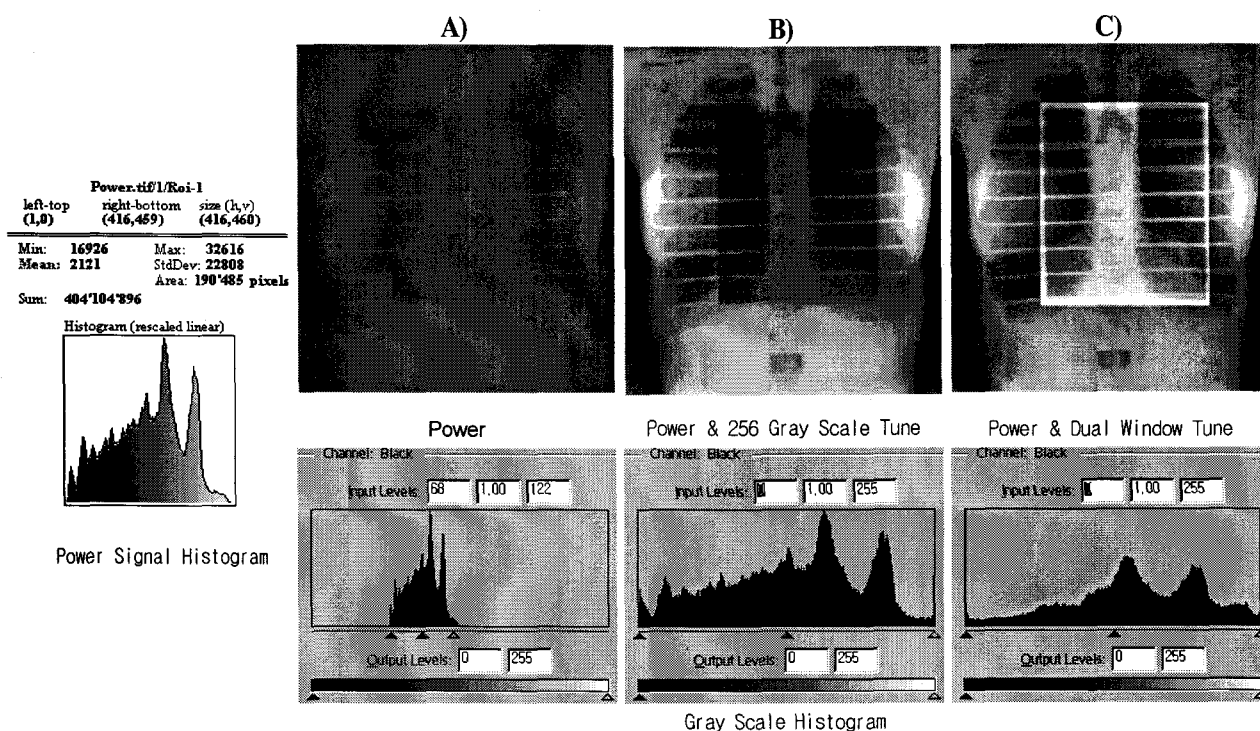 A)
B)
C)
Power.tif/1/Roi-1
left-top right-bottom size (h,v)
(1,0) (416,459) (416,460)
Min: 16926 Max: 32616
Mean: 2121 StdDev: 22808
Area: 190'485 pixels
Sum: 404'104'896
Histogram (rescaled linear)
Power Signal Histogram
Power
Channel: Black
Input Levels: 68 1,00 122
Output Levels: 0 255
Power & 256 Gray Scale Tune
Channel: Black
Input Levels: 1,00 255
Output Levels: 0 255
Power & Dual Window Tune
Channel: Black
Input Levels: 1,00 255
Output Levels: 0 255
Gray Scale Histogram